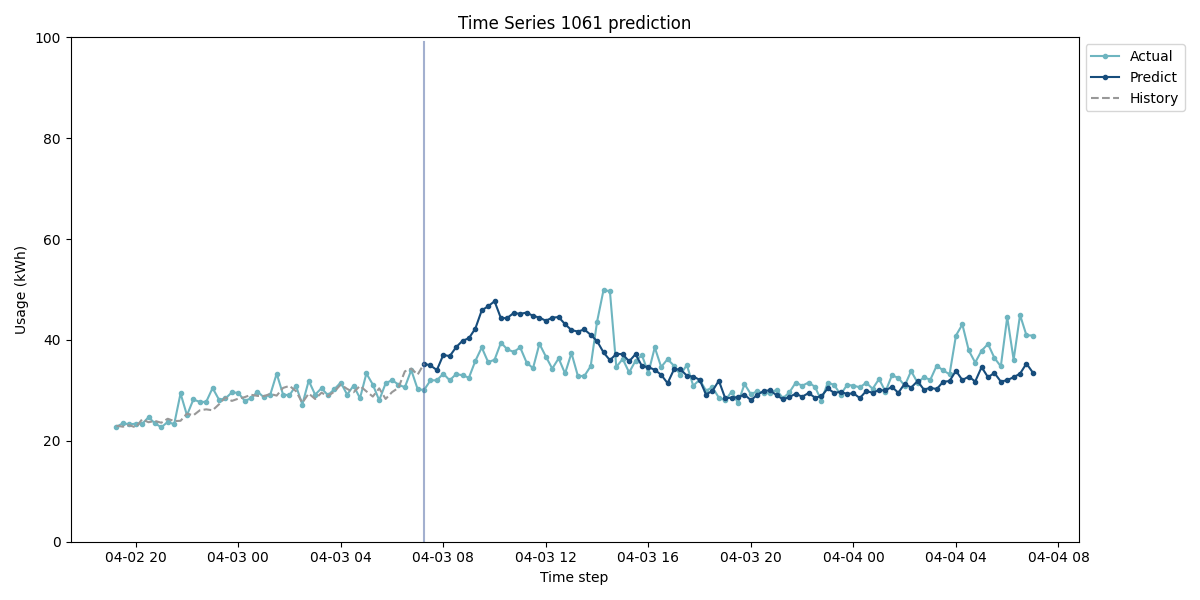 Time Series 1061 prediction
100
80
60
40
20
0
Usage (kWh)
04-02 20
04-03 00
04-03 04
04-03 08
04-03 12
04-03 16
04-03 20
04-04 00
04-04 04
04-04 08
Time step
Actual
Predict
History